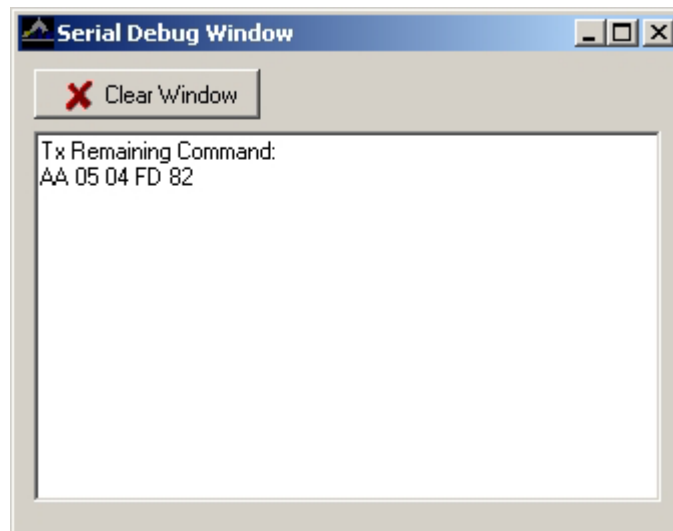 Serial Debug Window
Clear Window
Tx Remaining Command:
AA 05 04 FD 82